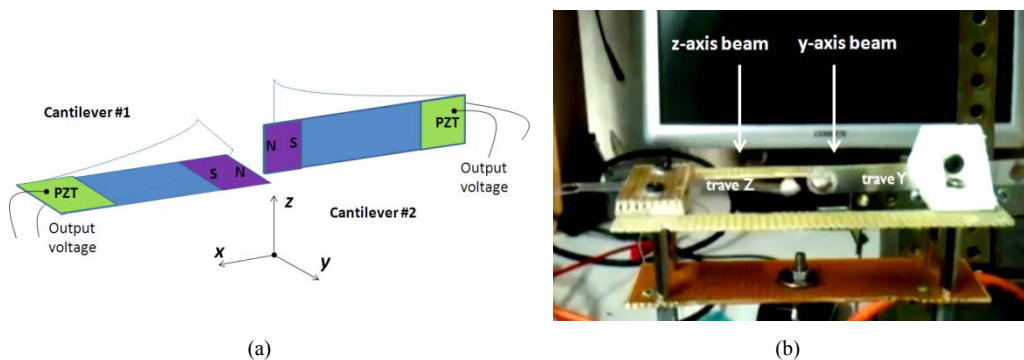 Cantilever #1
PZT
S N
Output
voltage
N S
PZT
Output
voltage
Cantilever #2
z
x
y
(a)
z-axis beam
y-axis beam
trave Z
trave Y
(b)